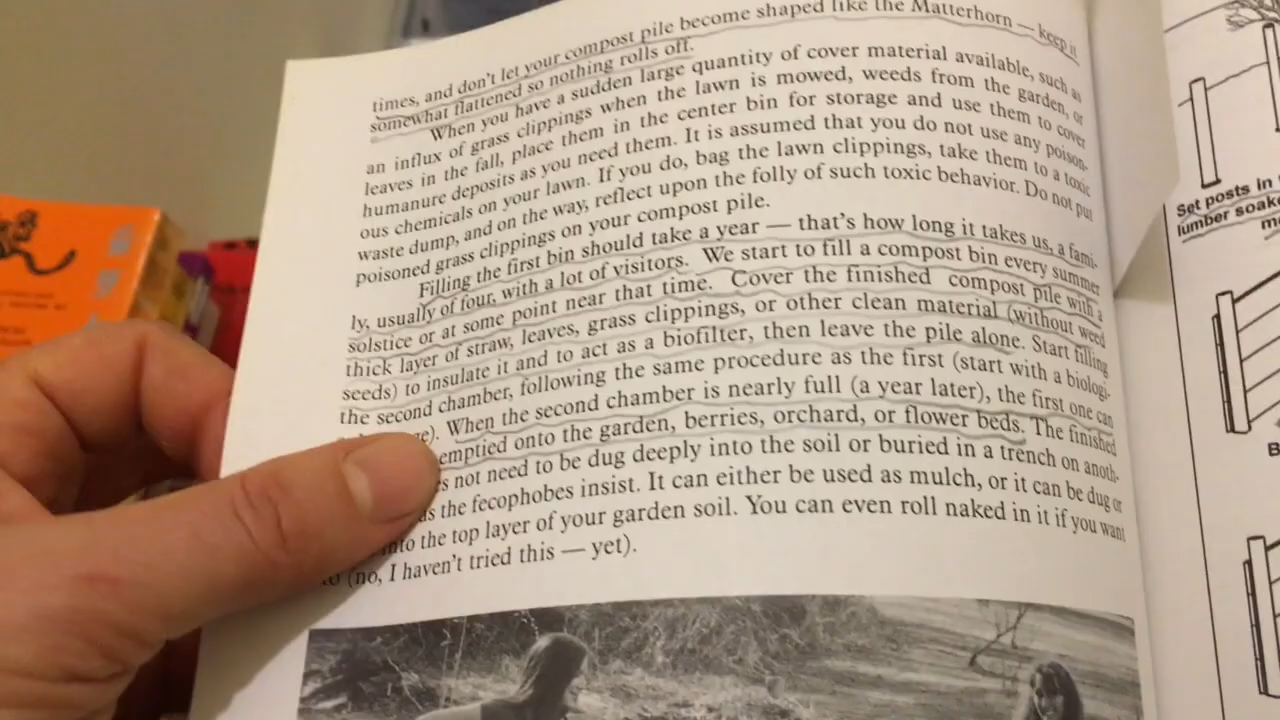 times, and don't let your compost pile become shaped like the Matterhorn — keep it
somewhat flattened so nothing rolls off.
When you have a sudden large quantity of cover material available, such as
an influx of grass clippings when the lawn is mowed, weeds from the garden, or
leaves in the fall, place them in the center bin for storage and use them to cover
humanure deposits as you need them. It is assumed that you do not use any poison-
ous chemicals on your lawn. If you do, bag the lawn clippings, take them to a toxic
waste dump, and on the way, reflect upon the folly of such toxic behavior. Do not put
poisoned grass clippings on your compost pile.
Filling the first bin should take a year — that's how long it takes us, a fami-
ly, usually of four, with a lot of visitors. We start to fill a compost bin every summer
solstice or at some point near that time. Cover the finished compost pile with a
thick layer of straw, leaves, grass clippings, or other clean material (without weed
seeds) to insulate it and to act as a biofilter, then leave the pile alone. Start filling
the second chamber, following the same procedure as the first (start with a biologi-
When the second chamber is nearly full (a year later), the first one can
emptied onto the garden, berries, orchard, or flower beds. The finished
not need to be dug deeply into the soil or buried in a trench on anoth-
as the fecophobes insist. It can either be used as mulch, or it can be dug or
into the top layer of your garden soil. You can even roll naked in it if you want
to (no, I haven't tried this — yet).
Set posts in
lumber soake
m
B